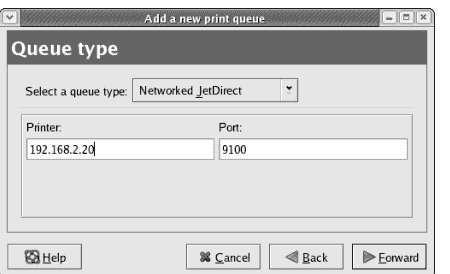 Add a new print queue
Queue type
Select a queue type: Networked JetDirect
Printer: Port:
192.168.2.20 9100
Help Cancel Back Forward